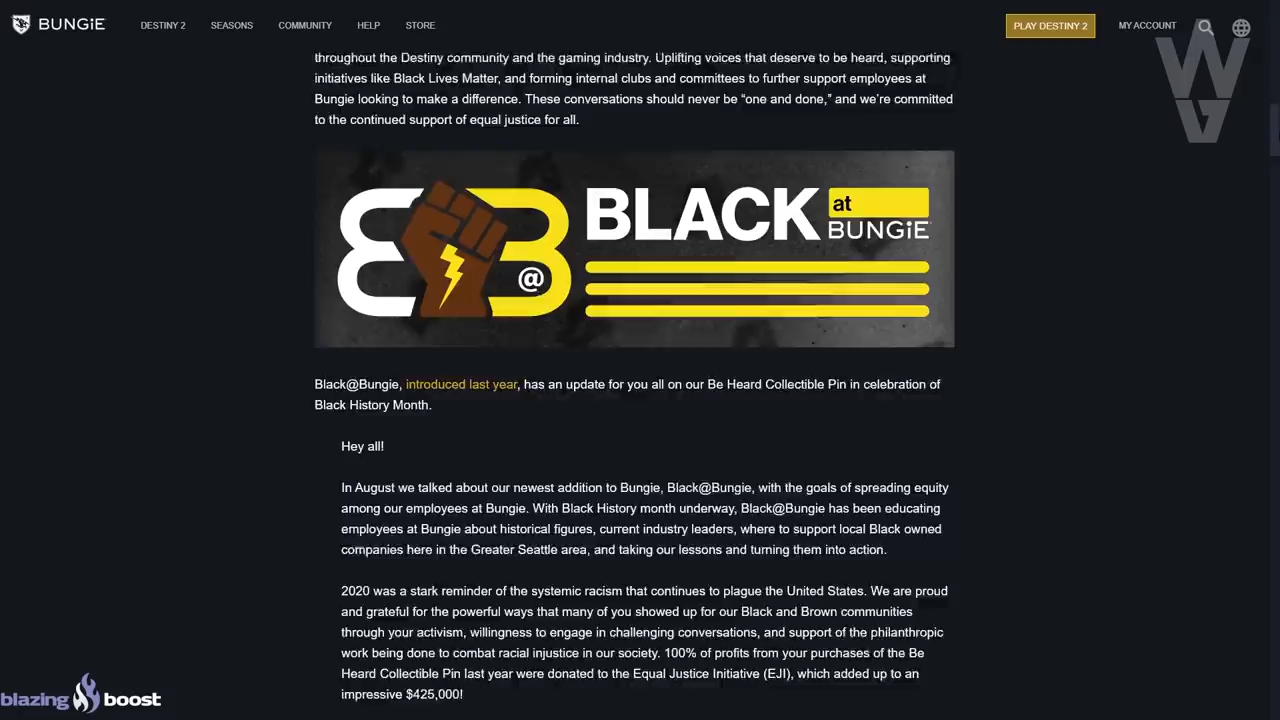 BUNGiE DESTINY 2 SEASONS COMMUNITY HELP STORE PLAY DESTINY 2 MY ACCOUNT
WG
throughout the Destiny community and the gaming industry. Uplifting voices that deserve to be heard, supporting
initiatives like Black Lives Matter, and forming internal clubs and committees to further support employees at
Bungie looking to make a difference. These conversations should never be “one and done,” and we’re committed
to the continued support of equal justice for all.
B@B BLACK at
BUNGiE
Black@Bungie, introduced last year, has an update for you all on our Be Heard Collectible Pin in celebration of
Black History Month.
Hey all!
In August we talked about our newest addition to Bungie, Black@Bungie, with the goals of spreading equity
among our employees at Bungie. With Black History month underway, Black@Bungie has been educating
employees at Bungie about historical figures, current industry leaders, where to support local Black owned
companies here in the Greater Seattle area, and taking our lessons and turning them into action.
2020 was a stark reminder of the systemic racism that continues to plague the United States. We are proud
and grateful for the powerful ways that many of you showed up for our Black and Brown communities
through your activism, willingness to engage in challenging conversations, and support of the philanthropic
work being done to combat racial injustice in our society. 100% of profits from your purchases of the Be
Heard Collectible Pin last year were donated to the Equal Justice Initiative (EJI), which added up to an
impressive $425,000!
blazing boost